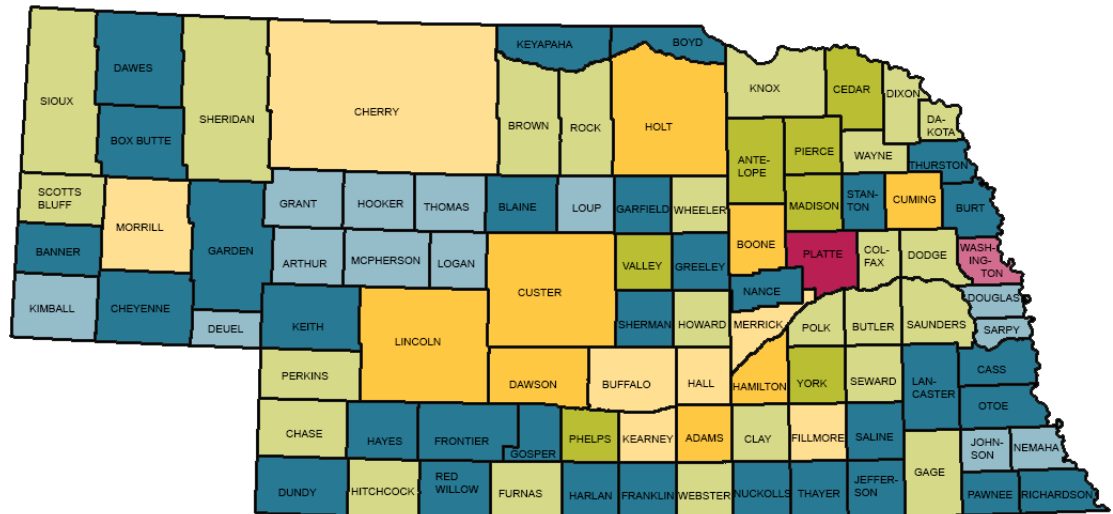 KEYAPAHA
BOYD
DAWES
SIOUX
SHERIDAN
CHERRY
BROWN
ROCK
HOLT
KNOX
CEDAR
DIXON
DA-
KOTA
BOX BUTTE
ANTE-
LOPE
PIERCE
WAYNE
THURSTON
SCOTTS
BLUFF
MORRILL
GARDEN
GRANT
HOOKER
THOMAS
BLAINE
LOUP
GARFIELD
WHEELER
MADISON
STAN-
TON
CUMING
BURT
BANNER
ARTHUR
MCPHERSON
LOGAN
CUSTER
VALLEY
GREELEY
BOONE
PLATTE
COL-
FAX
DODGE
WASH-
ING-
TON
KIMBALL
CHEYENNE
DEUEL
KEITH
LINCOLN
SHERMAN
HOWARD
NANCE
MERRICK
POLK
BUTLER
SAUNDERS
DOUGLAS
SARPY
PERKINS
DAWSON
BUFFALO
HALL
HAMILTON
YORK
SEWARD
LAN-
CASTER
CASS
OTOE
CHASE
HAYES
FRONTIER
GOSPER
PHELPS
KEARNEY
ADAMS
CLAY
FILLMORE
SALINE
JOHN-
SON
NEMAHA
DUNDY
HITCHCOCK
RED
WILLOW
FURNAS
HARLAN
FRANKLIN
WEBSTER
NUCKOLLS
THAYER
JEFFER-
SON
GAGE
PAWNEE
RICHARDSON